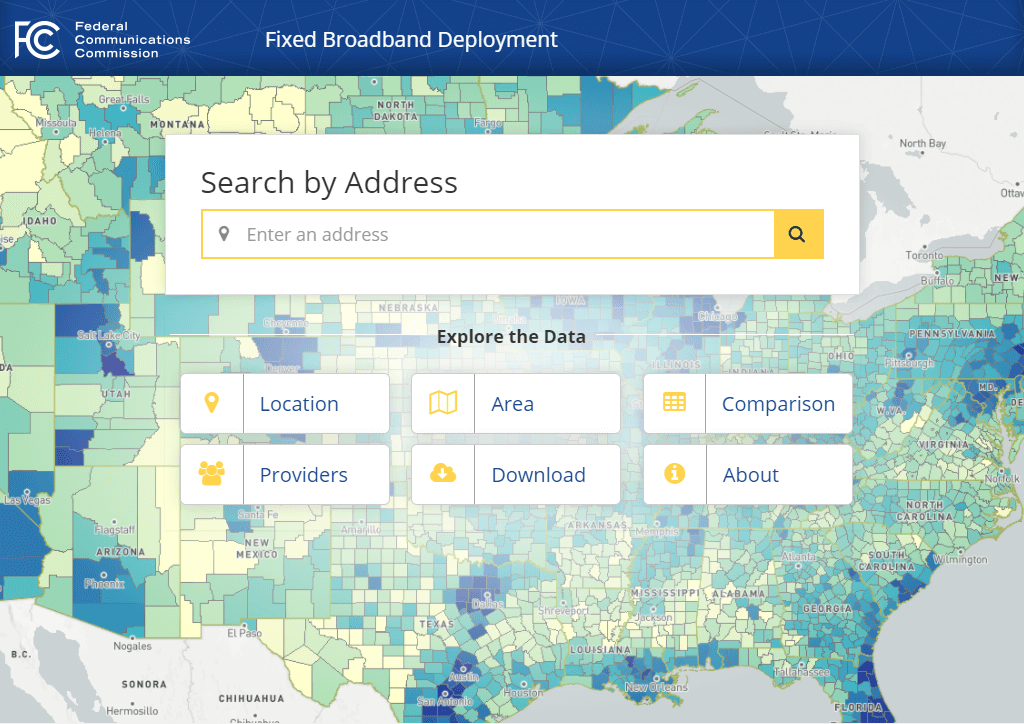 Federal
Communications
Commission
FCC
Fixed Broadband Deployment
Great Falls
Missoula
Helena
MONTANA
NORTH
DAKOTA
Fargo
North Bay
Search by Address
Enter an address
IDAHO
Toronto
Buffalo
NEW
NEBRASKA
IOWA
Cheyenne
Chicago
Salt Lake City
Explore the Data
PENNSYLVANIA
OHIO
Pittsburgh
ILLINOIS
INDIANA
Denver
UTAH
MD.
W.VA.
Location
Area
Comparison
VIRGINIA
Providers
Download
About
Norfolk
Las Vegas
Santa Fe
NORTH
CAROLINA
Flagstaff
Amarillo
ARKANSAS
Memphis
ARIZONA
NEW
MEXICO
Atlanta
SOUTH
CAROLINA
Wilmington
Phoenix
MISSISSIPPI
ALABAMA
Dallas
Shreveport
Jackson
GEORGIA
TEXAS
El Paso
Nogales
LOUISIANA
B.C.
Tallahassee
Austin
SONORA
CHIHUAHUA
San Antonio
Houston
New Orleans
Hermosillo
FLORIDA
Chihuahua